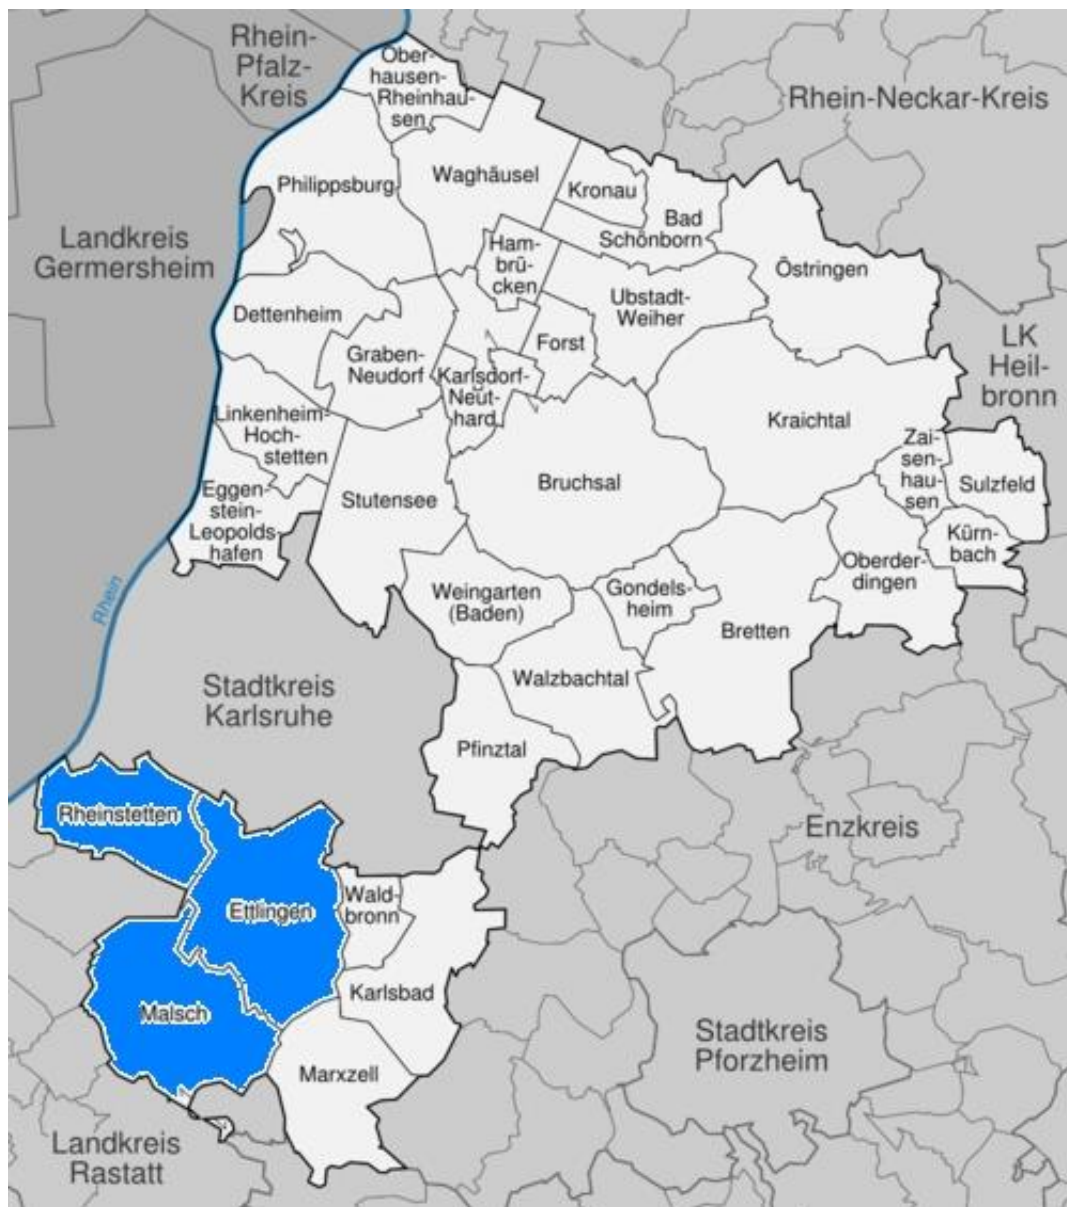 Rhein-
Pfalz-
Kreis
Ober-
hausen-
Rheinhau-
sen
Rhein-Neckar-Kreis
Philippsburg
Waghäusel
Kronau
Bad
Schönborn
Landkreis
Germersheim
Ham-
brü-
cken
Östringen
Dettenheim
Ubstadt-
Weiher
Graben-
Neudorf
Forst
LK
Heil-
bronn
Karlsdorf-
Neut-
hard
Linkenheim-
Hoch-
stetten
Kraichtal
Zai-
sen-
hau-
sen
Sulzfeld
Eggen-
stein-
Leopolds-
hafen
Stutensee
Bruchsal
Kürn-
bach
Oberder-
dingen
Rhein
Weingarten
(Baden)
Gondels-
heim
Bretten
Stadtkreis
Karlsruhe
Walzbachtal
Pfinztal
Rheinstetten
Enzkreis
Ettlingen
Wald-
bronn
Karlsbad
Malsch
Stadtkreis
Pforzheim
Marxzell
Landkreis
Rastatt